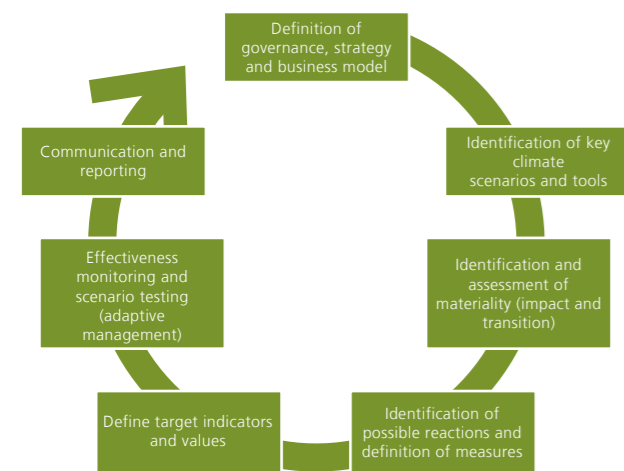 Definition of
governance, strategy
and business model
Identification of key
climate
scenarios and tools
Identification and
assessment of
materiality (impact and
transition)
Identification of
possible reactions and
definition of measures
Define target indicators
and values
Effectiveness
monitoring and
scenario testing
(adaptive
management)
Communication and
reporting